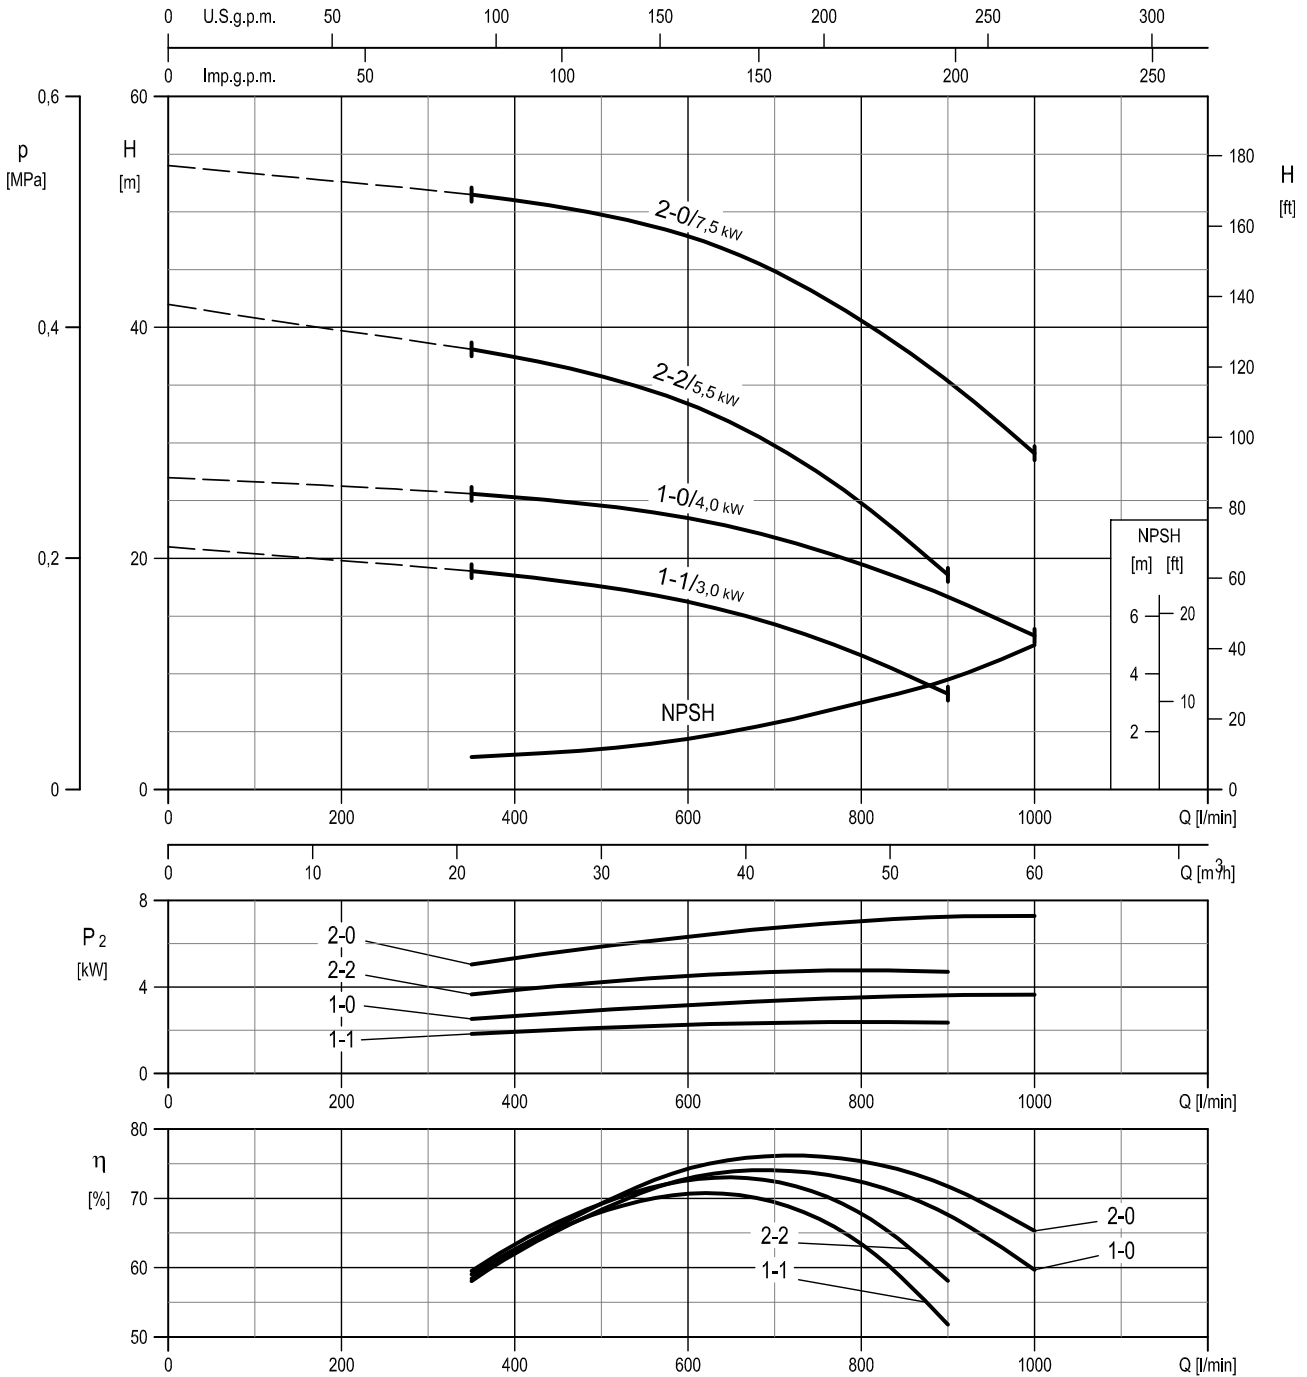 0 U.S.g.p.m. 50 100 150 200 250 300
0 Imp.g.p.m. 50 100 150 200 250
0,6 60
p [MPa]
H [m]
180
H [ft]
2-0/7,5 kW
160
140
0,4 40
120
2-2/5,5 kW
100
1-0/4,0 kW
80
NPSH
[m] [ft]
0,2 20
1-1/3,0 kW
60
6 20
40
4 10
NPSH
2
20
0 0 0
0 200 400 600 800 1000 Q [l/min]
0 10 20 30 40 50 60 Q [m³/h]
8
P2 [kW]
2-0
2-2
4
1-0
1-1
0
0 200 400 600 800 1000 Q [l/min]
80
η [%]
70
2-0
2-2
1-0
60
1-1
50
0 200 400 600 800 1000 Q [l/min]